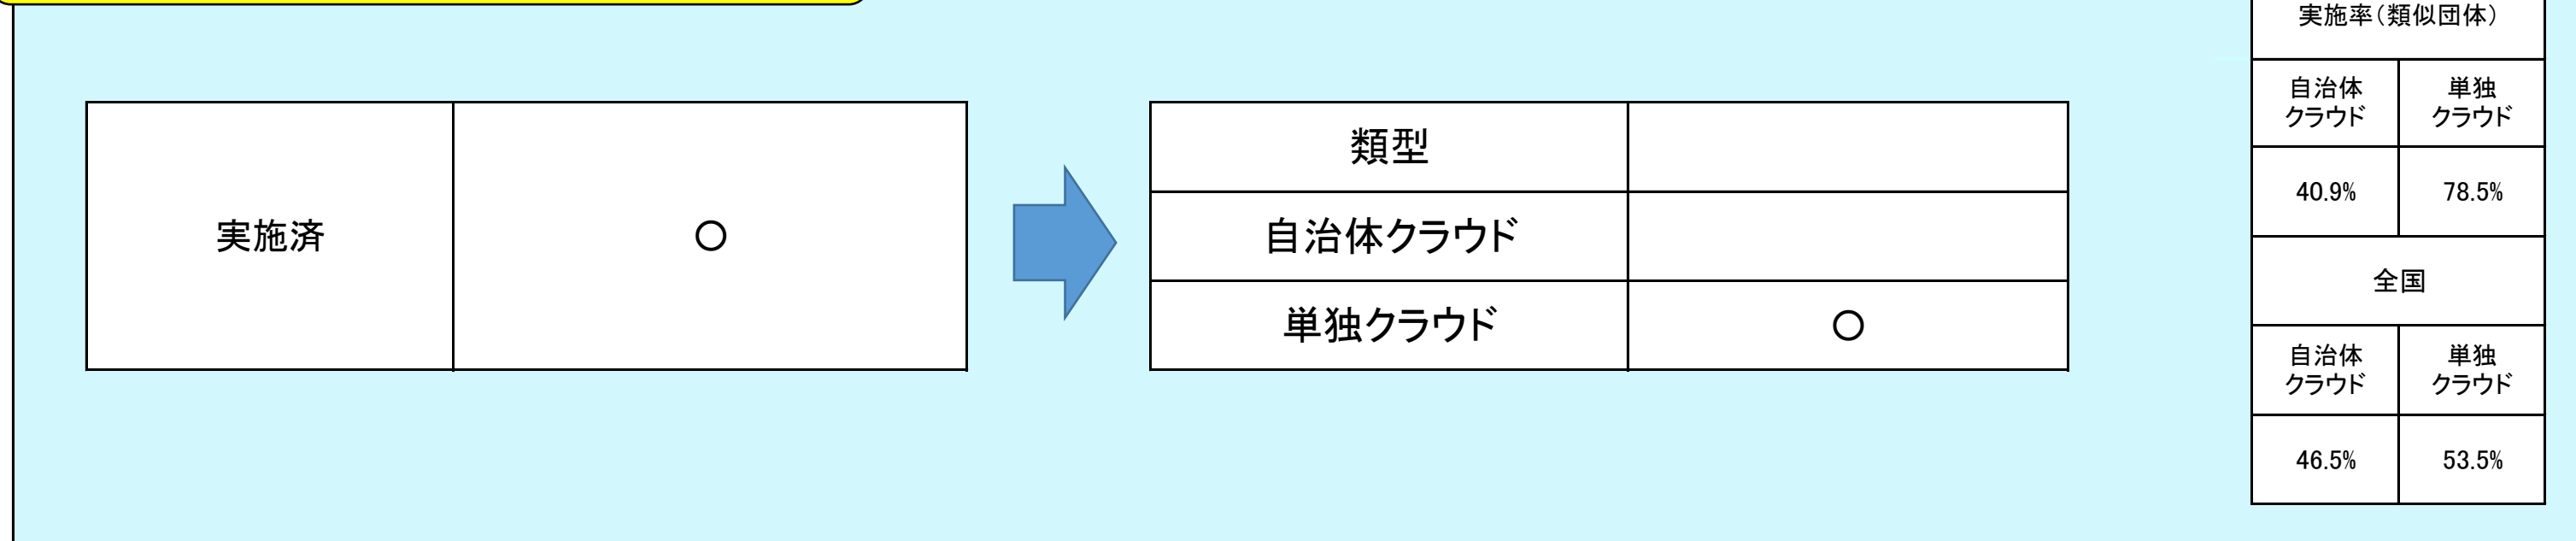 実施済
○
類型
自治体クラウド
単独クラウド
○
実施率（類似団体）
自治体
クラウド
単独
クラウド
40.9%
78.5%
全国
自治体
クラウド
単独
クラウド
46.5%
53.5%